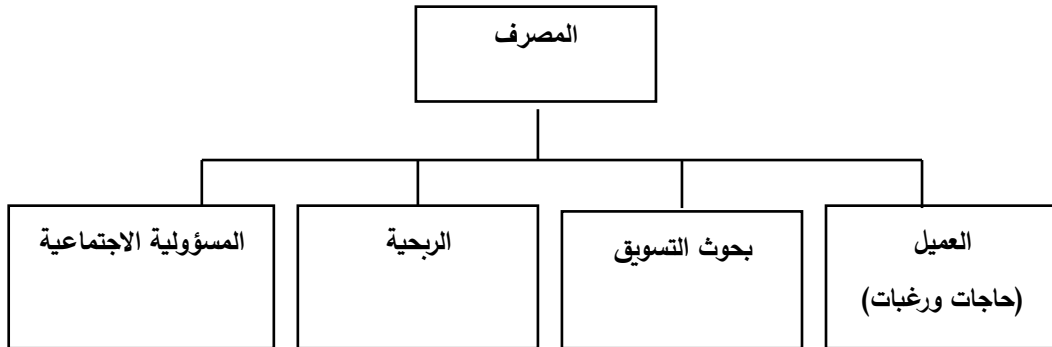 المصرف
العميل
(حاجات ورغبات)
بحوث التسويق
الربحية
المسؤولية الاجتماعية